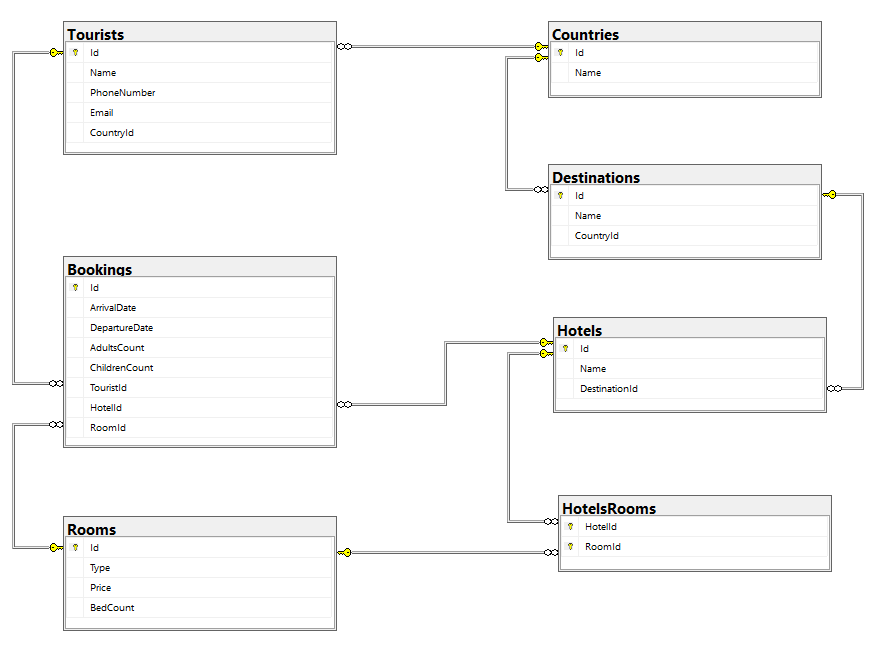 Tourists
Id
Name
PhoneNumber
Email
CountryId
Countries
Id
Name
Destinations
Id
Name
CountryId
Bookings
Id
ArrivalDate
DepartureDate
AdultsCount
ChildrenCount
TouristId
HotelId
RoomId
Hotels
Id
Name
DestinationId
Rooms
Id
Type
Price
BedCount
HotelsRooms
HotelId
RoomId